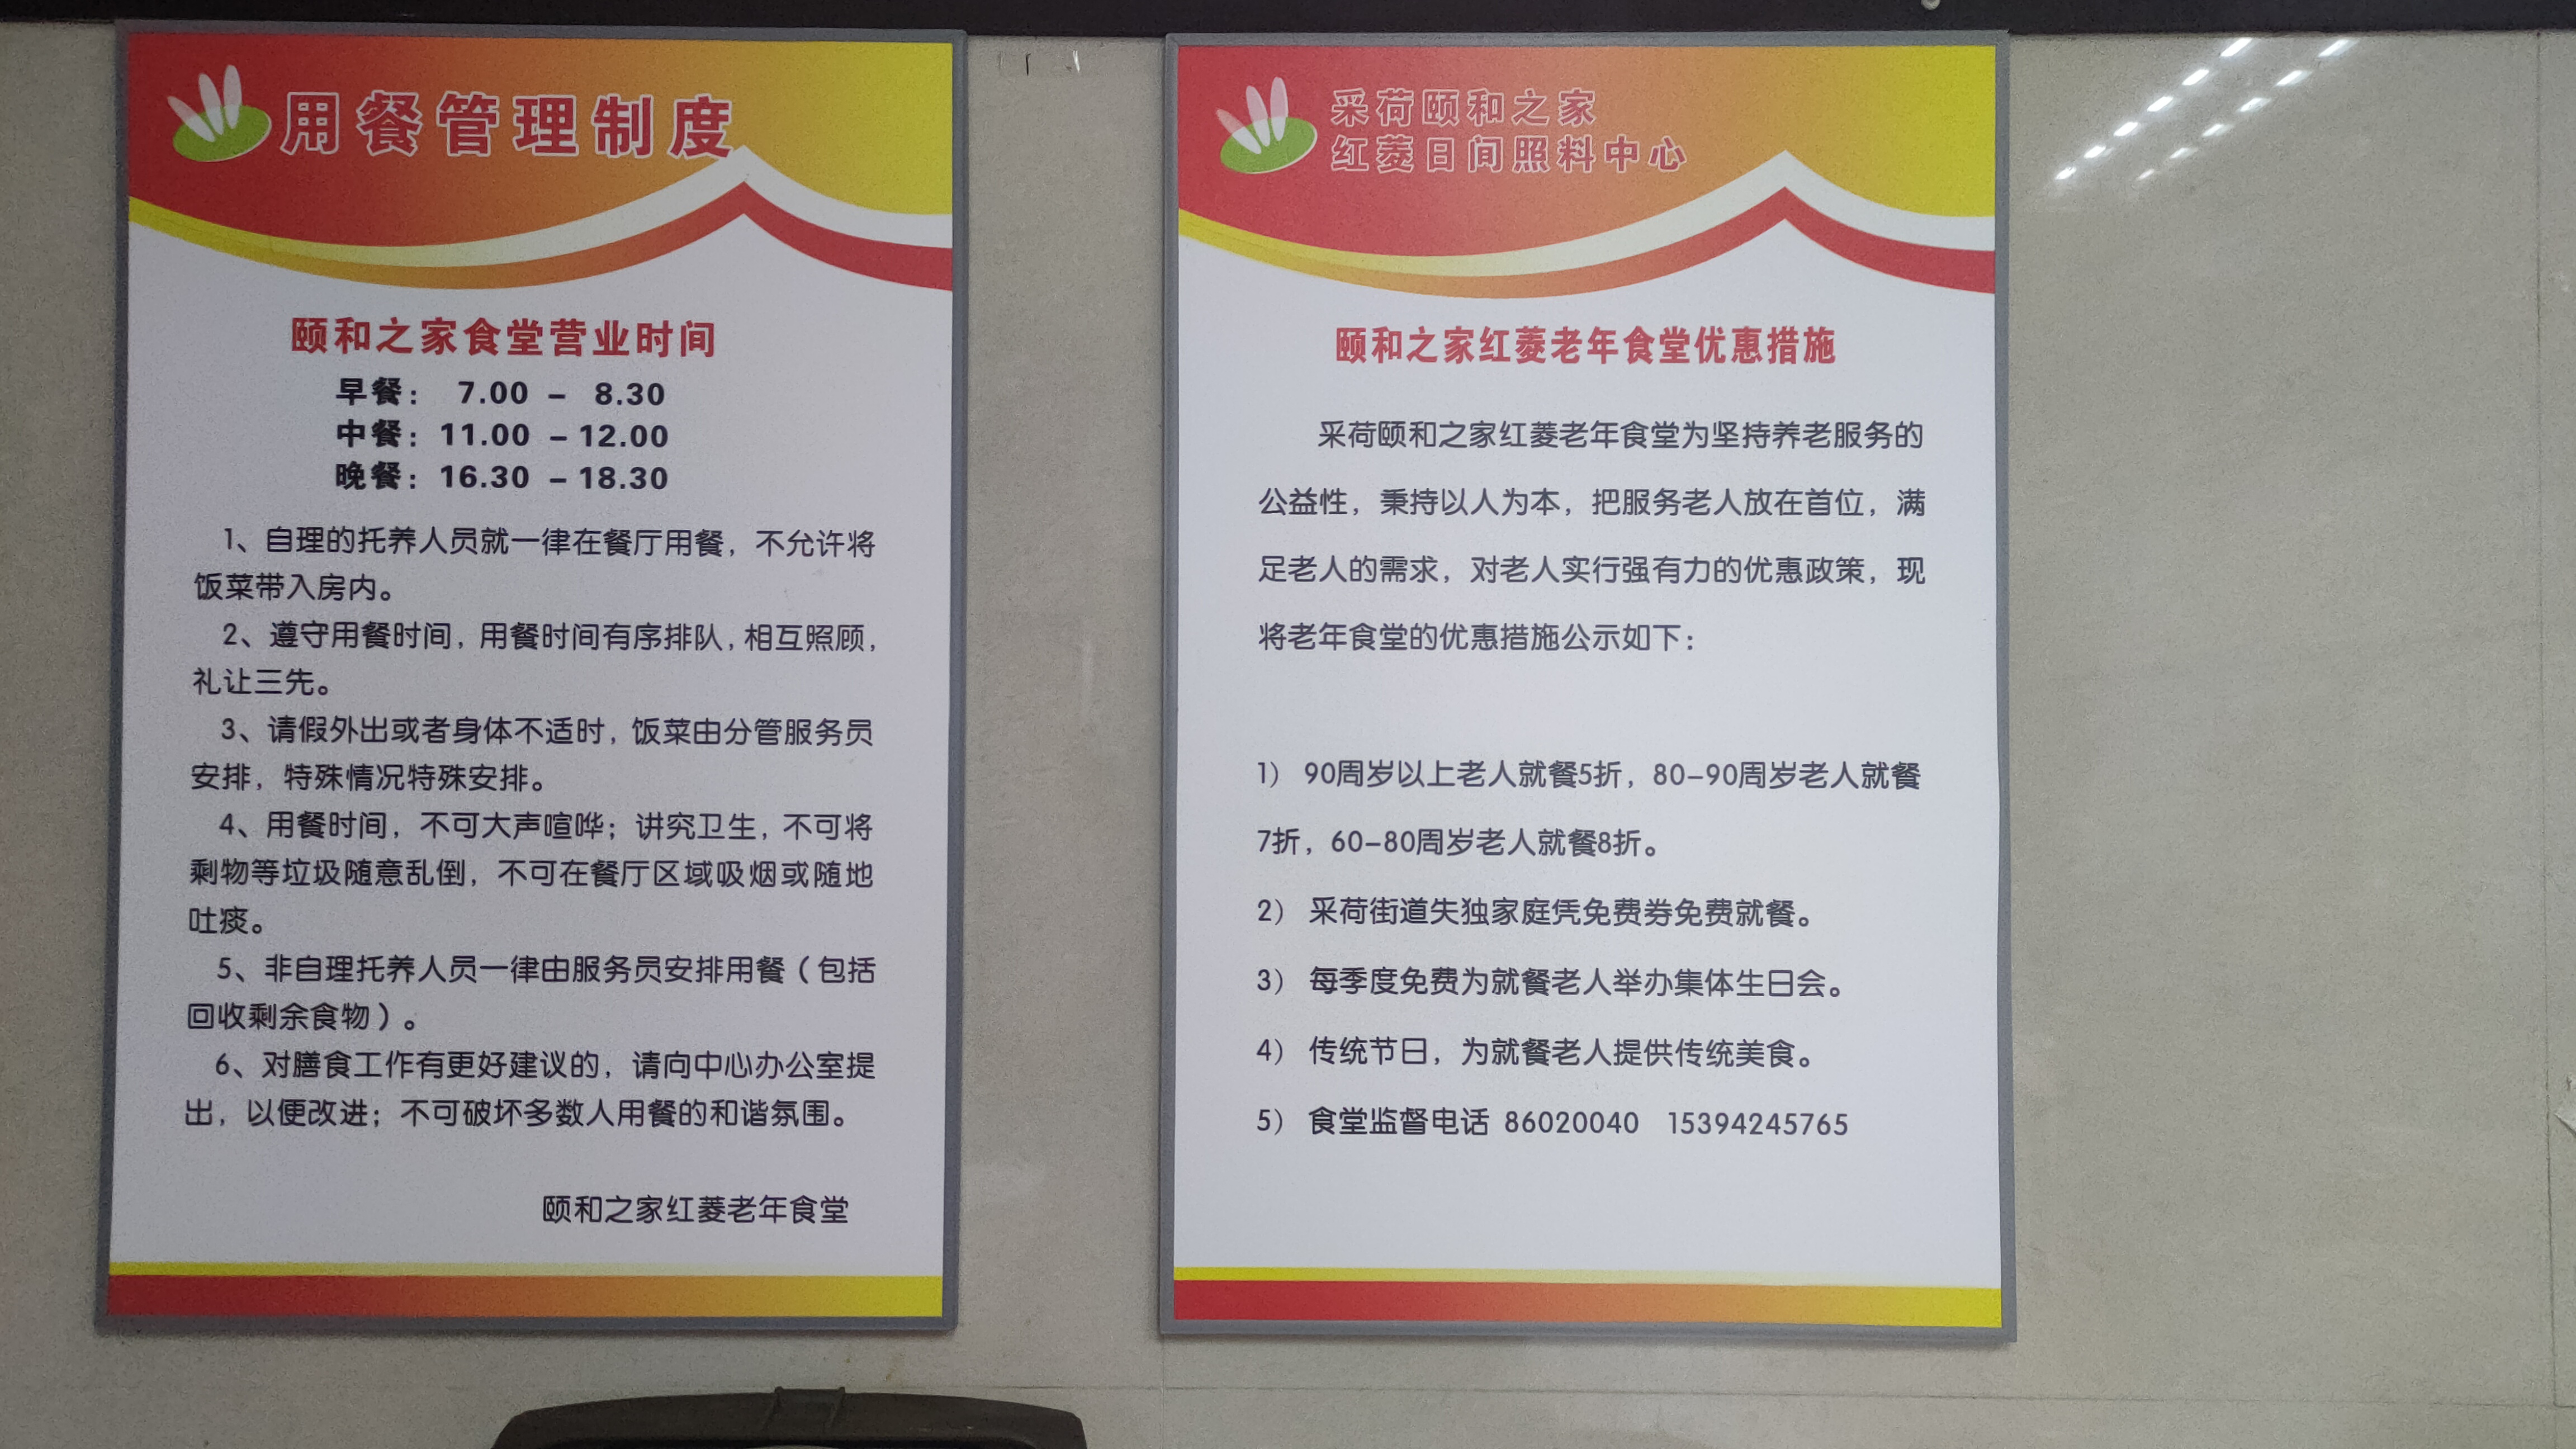 用餐管理制度
颐和之家食堂营业时间
早餐： 7.00 – 8.30
中餐：11.00 – 12.00
晚餐：16.30 – 18.30
1、自理的托养人员就一律在餐厅用餐，不允许将
饭菜带入房内。
2、遵守用餐时间，用餐时间有序排队，相互照顾，
礼让三先。
3、请假外出或者身体不适时，饭菜由分管服务员
安排，特殊情况特殊安排。
4、用餐时间，不可大声喧哗；讲究卫生，不可将
剩物等垃圾随意乱倒，不可在餐厅区域吸烟或随地
吐痰。
5、非自理托养人员一律由服务员安排用餐（包括
回收剩余食物）。
6、对膳食工作有更好建议的，请向中心办公室提
出，以便改进；不可破坏多数人用餐的和谐氛围。
颐和之家红菱老年食堂
采荷颐和之家
红菱日间照料中心
颐和之家红菱老年食堂优惠措施
采荷颐和之家红菱老年食堂为坚持养老服务的
公益性，秉持以人为本，把服务老人放在首位，满
足老人的需求，对老人实行强有力的优惠政策，现
将老年食堂的优惠措施公示如下：
1） 90周岁以上老人就餐5折，80–90周岁老人就餐
7折，60–80周岁老人就餐8折。
2） 采荷街道失独家庭凭免费券免费就餐。
3） 每季度免费为就餐老人举办集体生日会。
4） 传统节日，为就餐老人提供传统美食。
5） 食堂监督电话 86020040 15394245765